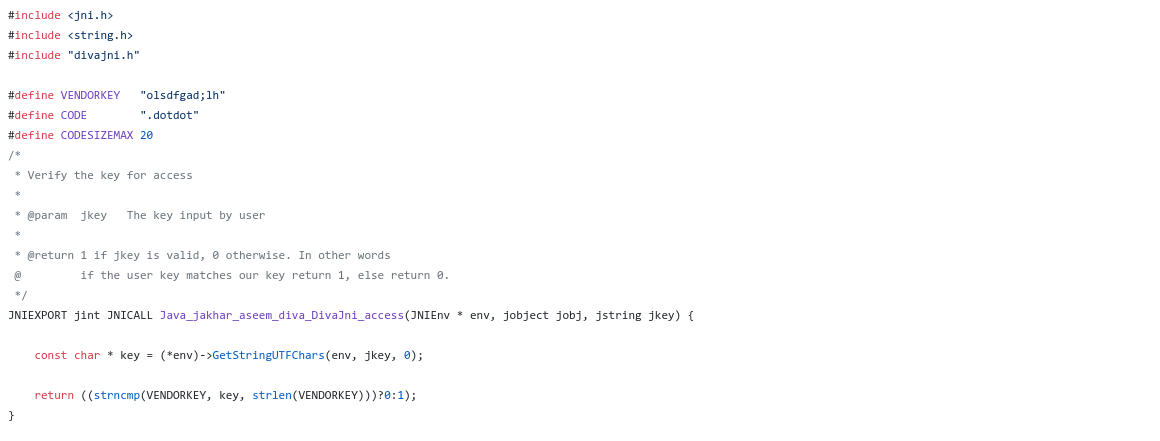 #include <jni.h>
#include <string.h>
#include "divajni.h"

#define VENDORKEY   "olsdfgad;lh"
#define CODE        ".dotdot"
#define CODESIZEMAX 20
/*
 * Verify the key for access
 *
 * @param  jkey   The key input by user
 *
 * @return 1 if jkey is valid, 0 otherwise. In other words
 @         if the user key matches our key return 1, else return 0.
 */
JNIEXPORT jint JNICALL Java_jakhar_aseem_diva_DivaJni_access(JNIEnv * env, jobject jobj, jstring jkey) {

    const char * key = (*env)->GetStringUTFChars(env, jkey, 0);

    return ((strncmp(VENDORKEY, key, strlen(VENDORKEY)))?0:1);
}